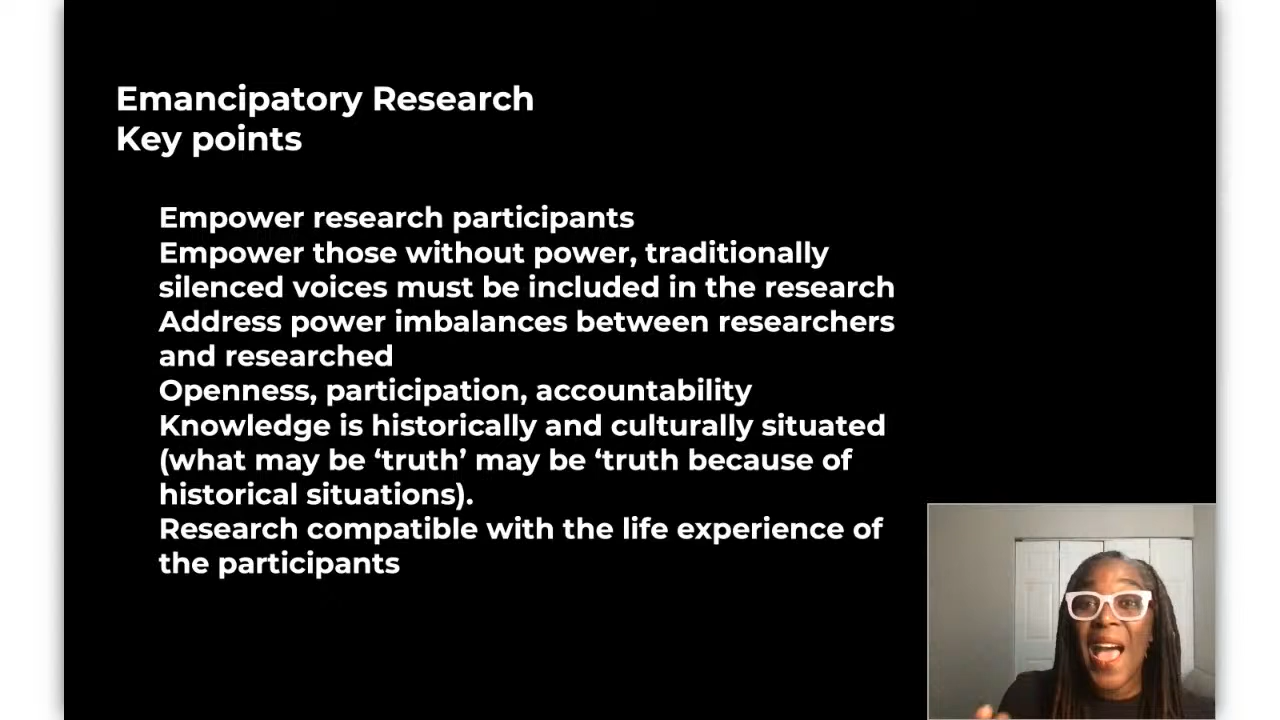 Emancipatory Research
Key points
Empower research participants
Empower those without power, traditionally
silenced voices must be included in the research
Address power imbalances between researchers
and researched
Openness, participation, accountability
Knowledge is historically and culturally situated
(what may be ‘truth’ may be ‘truth because of
historical situations).
Research compatible with the life experience of
the participants